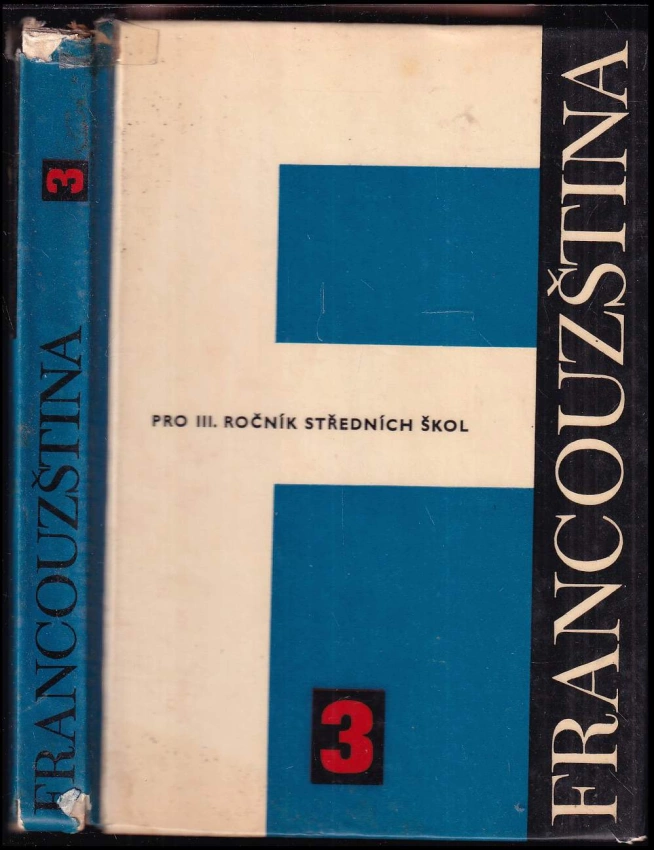 FRANCOUZŠTINA 3
PRO III. ROČNÍK STŘEDNÍCH ŠKOL
3
FRANCOUZŠTINA